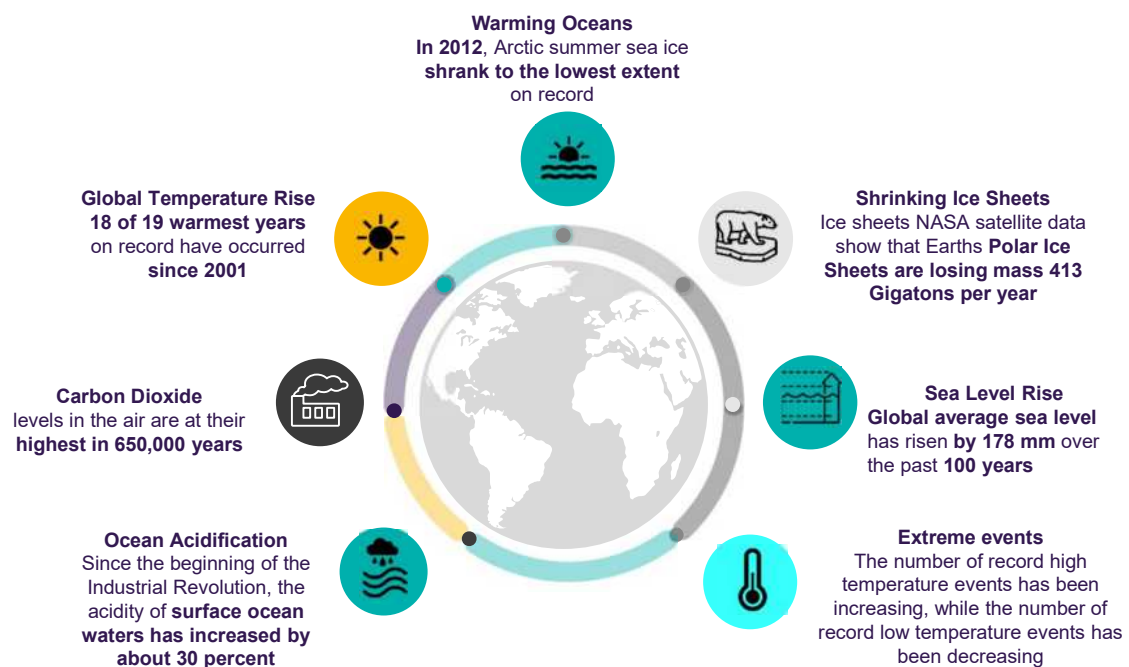 Warming Oceans
In 2012, Arctic summer sea ice
shrank to the lowest extent
on record
Global Temperature Rise
18 of 19 warmest years
on record have occurred
since 2001
Shrinking Ice Sheets
Ice sheets NASA satellite data
show that Earths Polar Ice
Sheets are losing mass 413
Gigatons per year
Carbon Dioxide
levels in the air are at their
highest in 650,000 years
Sea Level Rise
Global average sea level
has risen by 178 mm over
the past 100 years
Ocean Acidification
Since the beginning of the
Industrial Revolution, the
acidity of surface ocean
waters has increased by
about 30 percent
Extreme events
The number of record high
temperature events has been
increasing, while the number of
record low temperature events has
been decreasing